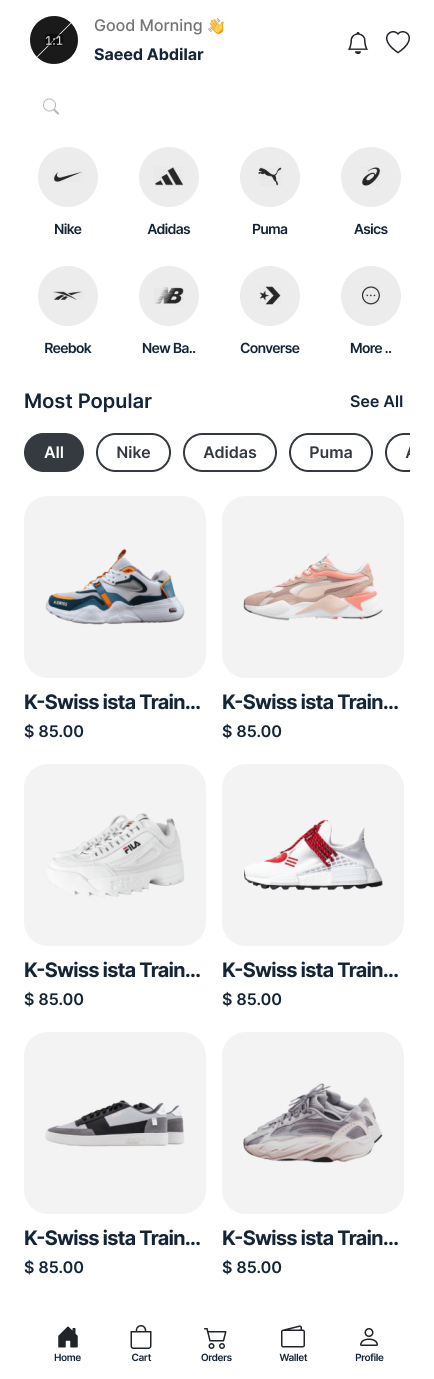 1:1
Good Morning 👋
Saeed Abdilar
Nike
Adidas
Puma
Asics
Reebok
New Ba..
Converse
More ..
Most Popular
See All
All
Nike
Adidas
Puma
K-Swiss ista Train...
K-Swiss ista Train...
$ 85.00
$ 85.00
FILA
K-Swiss ista Train...
K-Swiss ista Train...
$ 85.00
$ 85.00
K-Swiss ista Train...
K-Swiss ista Train...
$ 85.00
$ 85.00
Home
Cart
Orders
Wallet
Profile